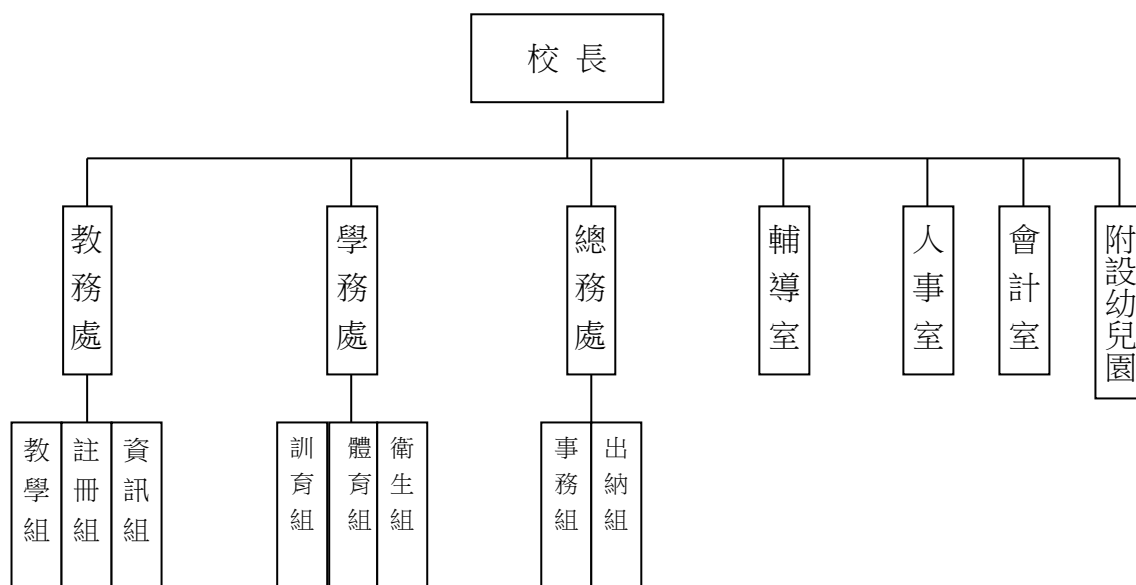 校 長
教務處
學務處
總務處
輔導室
人事室
會計室
附設幼兒園
教學組
註冊組
資訊組
訓育組
體育組
衛生組
事務組
出納組